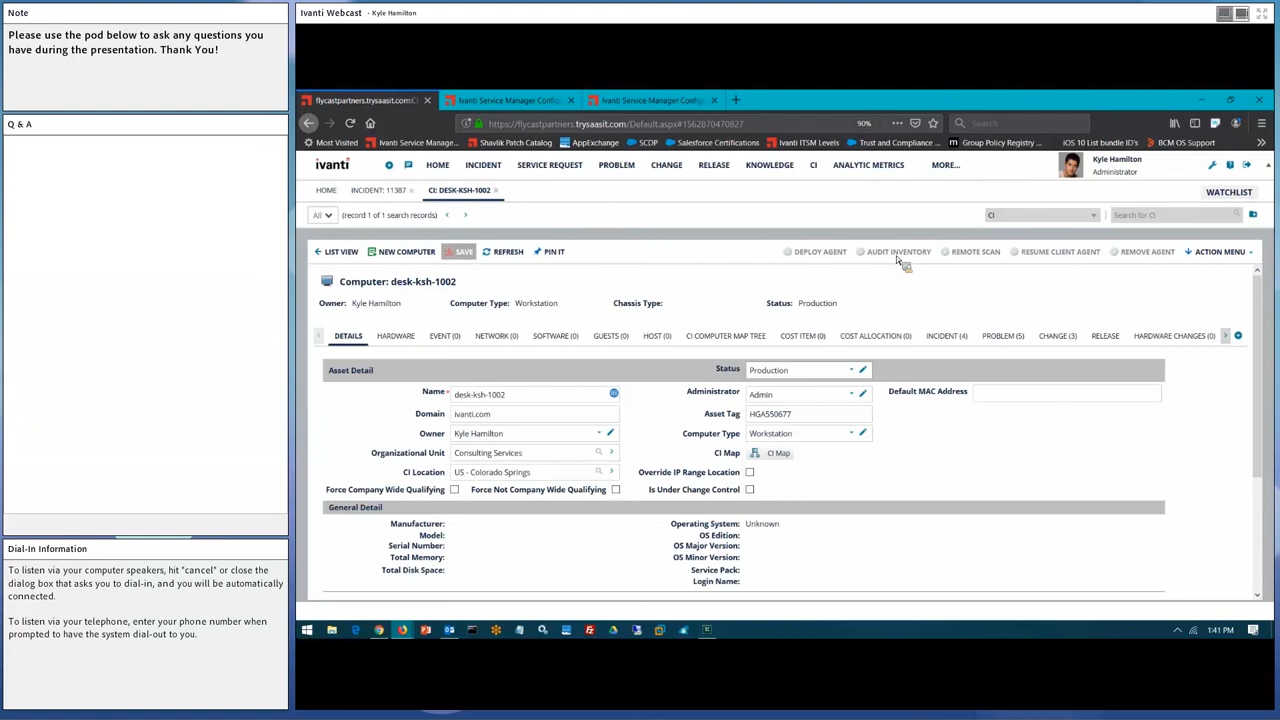 Note
Please use the pod below to ask any questions you
have during the presentation. Thank You!
Q & A
Dial-In Information
To listen via your computer speakers, hit "cancel" or close the
dialog box that asks you to dial-in, and you will be automatically
connected.
To listen via your telephone, enter your phone number when
prompted to have the system dial-out to you.
Ivanti Webcast - Kyle Hamilton
flycastpartners.trysaasit.com:C Ivanti Service Manager Config Ivanti Service Manager Config
https://flycastpartners.trysaasit.com/Default.aspx#1562870470827 90% Search
Most Visited Ivanti Service Manage... Shavlik Patch Catalog AppExchange SCDP Salesforce Certifications Ivanti ITSM Levels Trust and Compliance ... Group Policy Registry ... iOS 10 List bundle ID's BCM OS Support
ivanti HOME INCIDENT SERVICE REQUEST PROBLEM CHANGE RELEASE KNOWLEDGE CI ANALYTIC METRICS MORE... Kyle Hamilton
Administrator
HOME INCIDENT: 11387 CI: DESK-KSH-1002 WATCHLIST
All (record 1 of 1 search records) CI Search for CI
LIST VIEW NEW COMPUTER SAVE REFRESH PIN IT DEPLOY AGENT AUDIT INVENTORY REMOTE SCAN RESUME CLIENT AGENT REMOVE AGENT ACTION MENU
Computer: desk-ksh-1002
Owner: Kyle Hamilton Computer Type: Workstation Chassis Type: Status: Production
DETAILS HARDWARE EVENT (0) NETWORK (0) SOFTWARE (0) GUESTS (0) HOST (0) CI COMPUTER MAP TREE COST ITEM (0) COST ALLOCATION (0) INCIDENT (4) PROBLEM (5) CHANGE (3) RELEASE HARDWARE CHANGES (0)
Asset Detail Status Production
Name * desk-ksh-1002 Administrator Admin Default MAC Address
Domain ivanti.com Asset Tag HGA550677
Owner Kyle Hamilton Computer Type Workstation
Organizational Unit Consulting Services CI Map CI Map
CI Location US - Colorado Springs Override IP Range Location
Force Company Wide Qualifying Force Not Company Wide Qualifying Is Under Change Control
General Detail
Manufacturer: Operating System: Unknown
Model: OS Edition:
Serial Number: OS Major Version:
Total Memory: OS Minor Version:
Total Disk Space: Service Pack:
Login Name:
1:41 PM